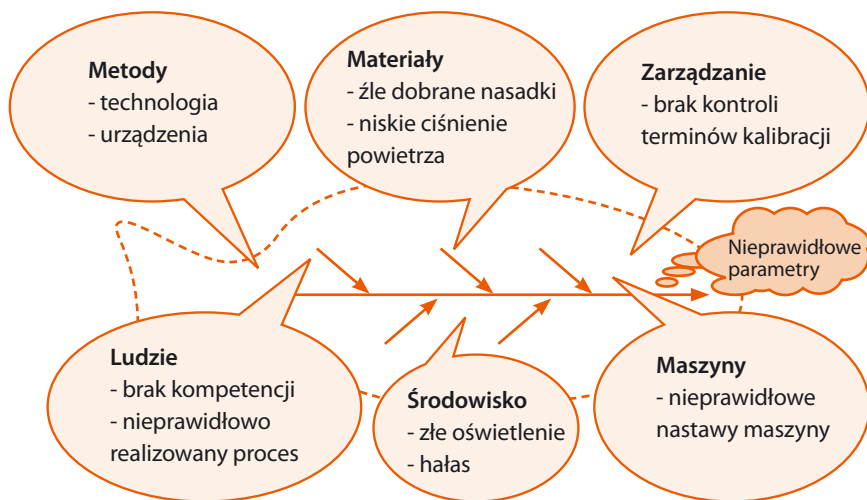 Metody
- technologia
- urządzenia
Materiały
- źle dobrane nasadki
- niskie ciśnienie
powietrza
Zarządzanie
- brak kontroli
terminów kalibracji
Nieprawidłowe
parametry
Ludzie
- brak kompetencji
- nieprawidłowo
realizowany proces
Środowisko
- złe oświetlenie
- hałas
Maszyny
- nieprawidłowe
nastawy maszyny